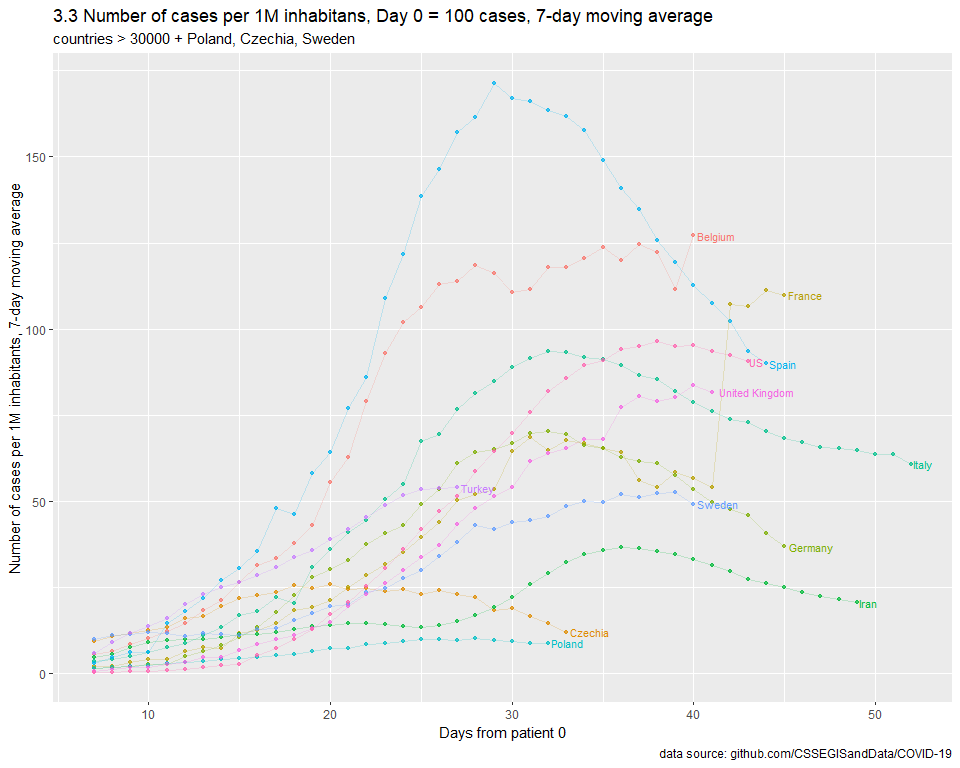 3.3 Number of cases per 1M inhabitans, Day 0 = 100 cases, 7-day moving average
countries > 30000 + Poland, Czechia, Sweden
Number of cases per 1M inhabitants, 7-day moving average
150
100
50
0
Belgium
France
US
Spain
United Kingdom
Italy
Turkey
Sweden
Germany
Iran
Czechia
Poland
10
20
30
40
50
Days from patient 0
data source: github.com/CSSEGISandData/COVID-19